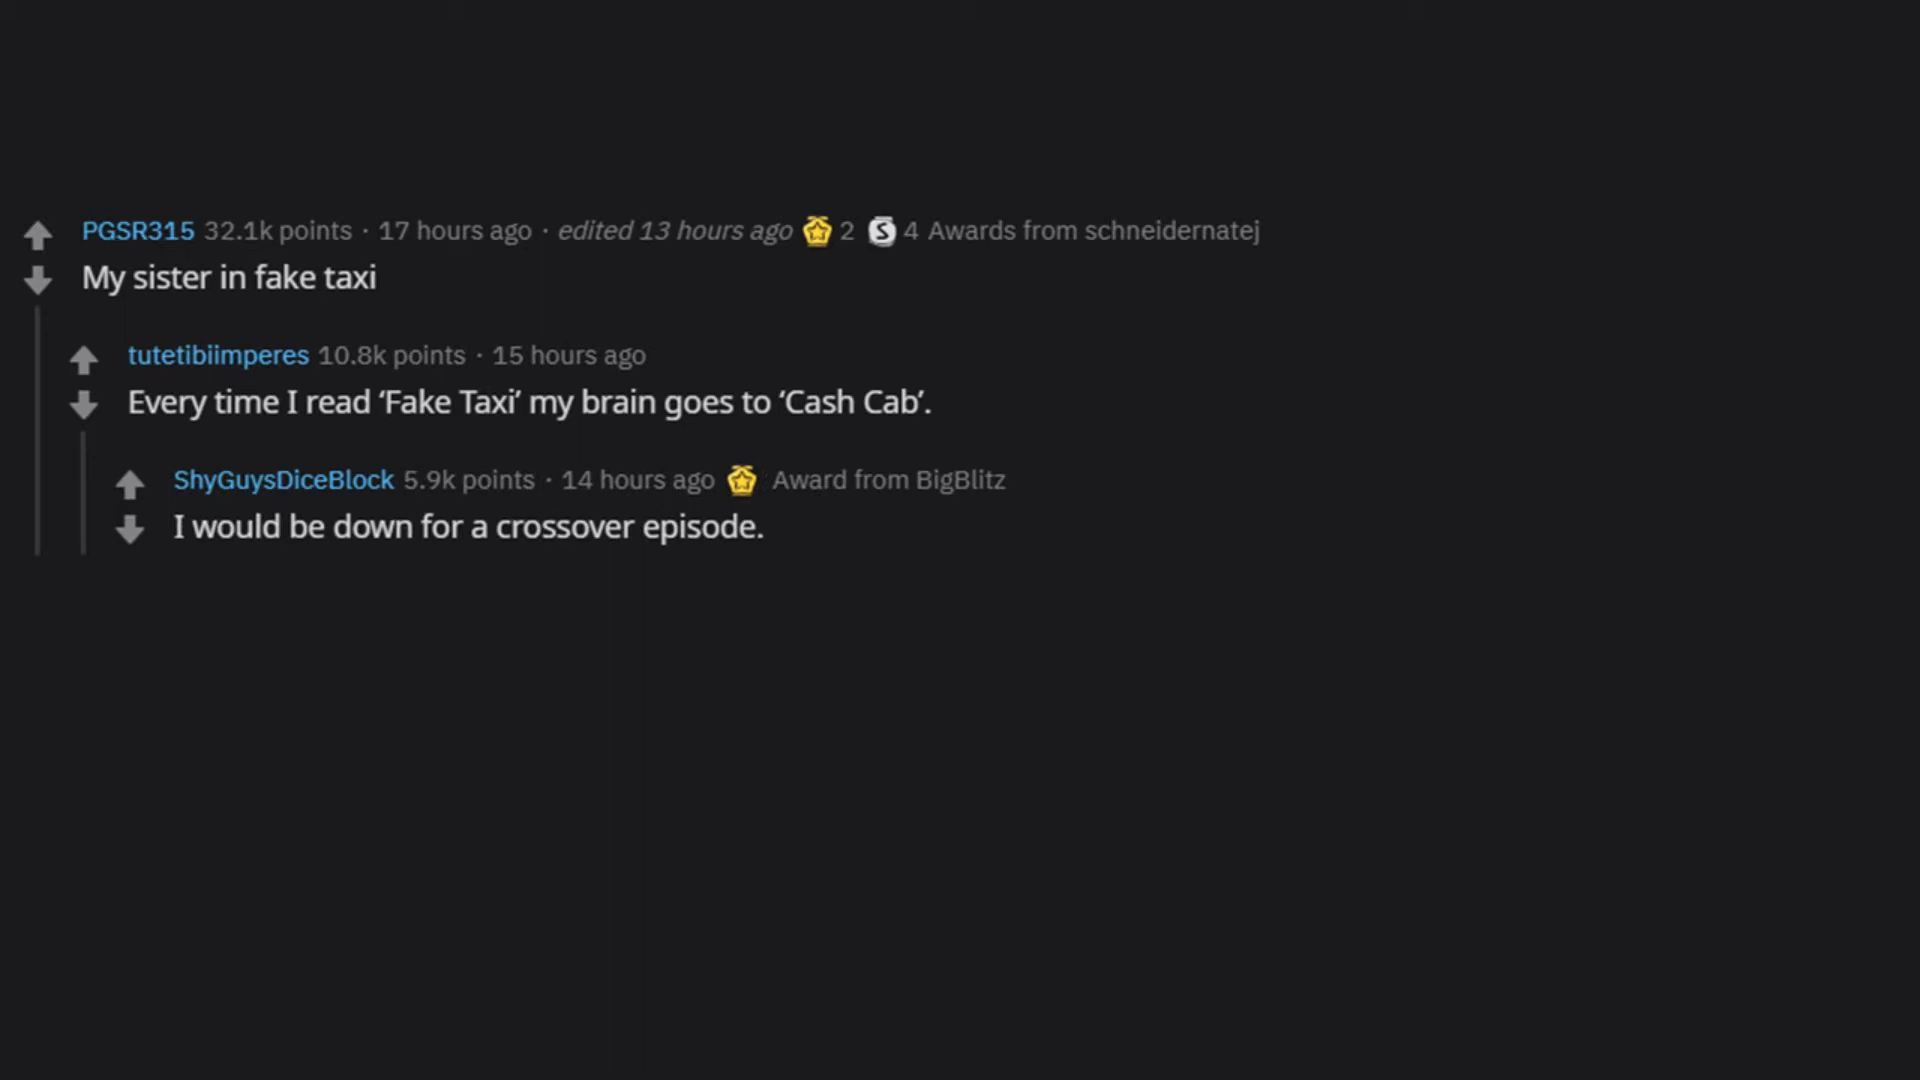 PGSR315 32.1k points · 17 hours ago · edited 13 hours ago 2 S 4 Awards from schneidernatej
My sister in fake taxi
tutetibiimperes 10.8k points · 15 hours ago
Every time I read ‘Fake Taxi’ my brain goes to ‘Cash Cab’.
ShyGuysDiceBlock 5.9k points · 14 hours ago Award from BigBlitz
I would be down for a crossover episode.